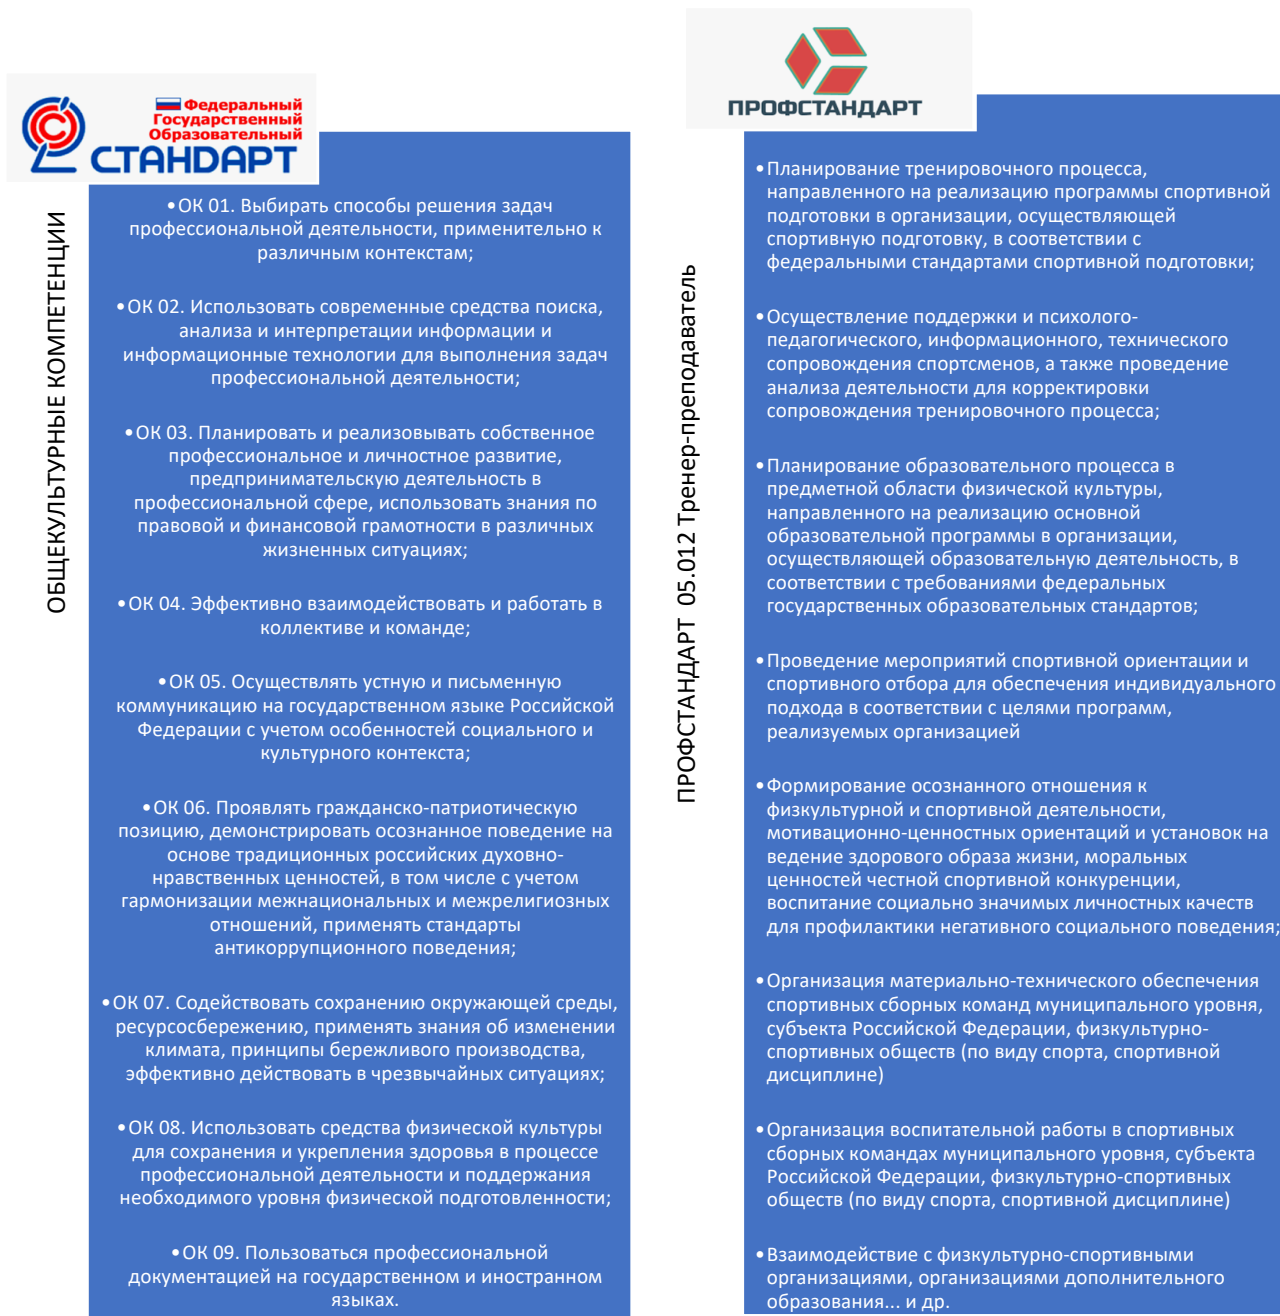 Федеральный
Государственный
Образовательный
СТАНДАРТ
ОБЩЕКУЛЬТУРНЫЕ КОМПЕТЕНЦИИ
•ОК 01. Выбирать способы решения задач
профессиональной деятельности, применительно к
различным контекстам;
•ОК 02. Использовать современные средства поиска,
анализа и интерпретации информации и
информационные технологии для выполнения задач
профессиональной деятельности;
•ОК 03. Планировать и реализовывать собственное
профессиональное и личностное развитие,
предпринимательскую деятельность в
профессиональной сфере, использовать знания по
правовой и финансовой грамотности в различных
жизненных ситуациях;
•ОК 04. Эффективно взаимодействовать и работать в
коллективе и команде;
•ОК 05. Осуществлять устную и письменную
коммуникацию на государственном языке Российской
Федерации с учетом особенностей социального и
культурного контекста;
•ОК 06. Проявлять гражданско-патриотическую
позицию, демонстрировать осознанное поведение на
основе традиционных российских духовно-
нравственных ценностей, в том числе с учетом
гармонизации межнациональных и межрелигиозных
отношений, применять стандарты
антикоррупционного поведения;
•ОК 07. Содействовать сохранению окружающей среды,
ресурсосбережению, применять знания об изменении
климата, принципы бережливого производства,
эффективно действовать в чрезвычайных ситуациях;
•ОК 08. Использовать средства физической культуры
для сохранения и укрепления здоровья в процессе
профессиональной деятельности и поддержания
необходимого уровня физической подготовленности;
•ОК 09. Пользоваться профессиональной
документацией на государственном и иностранном
языках.
ПРОФСТАНДАРТ
ПРОФСТАНДАРТ 05.012 Тренер-преподаватель
•Планирование тренировочного процесса,
направленного на реализацию программы спортивной
подготовки в организации, осуществляющей
спортивную подготовку, в соответствии с
федеральными стандартами спортивной подготовки;
•Осуществление поддержки и психолого-
педагогического, информационного, технического
сопровождения спортсменов, а также проведение
анализа деятельности для корректировки
сопровождения тренировочного процесса;
•Планирование образовательного процесса в
предметной области физической культуры,
направленного на реализацию основной
образовательной программы в организации,
осуществляющей образовательную деятельность, в
соответствии с требованиями федеральных
государственных образовательных стандартов;
•Проведение мероприятий спортивной ориентации и
спортивного отбора для обеспечения индивидуального
подхода в соответствии с целями программ,
реализуемых организацией
•Формирование осознанного отношения к
физкультурной и спортивной деятельности,
мотивационно-ценностных ориентаций и установок на
ведение здорового образа жизни, моральных
ценностей честной спортивной конкуренции,
воспитание социально значимых личностных качеств
для профилактики негативного социального поведения;
•Организация материально-технического обеспечения
спортивных сборных команд муниципального уровня,
субъекта Российской Федерации, физкультурно-
спортивных обществ (по виду спорта, спортивной
дисциплине)
•Организация воспитательной работы в спортивных
сборных командах муниципального уровня, субъекта
Российской Федерации, физкультурно-спортивных
обществ (по виду спорта, спортивной дисциплине)
•Взаимодействие с физкультурно-спортивными
организациями, организациями дополнительного
образования... и др.